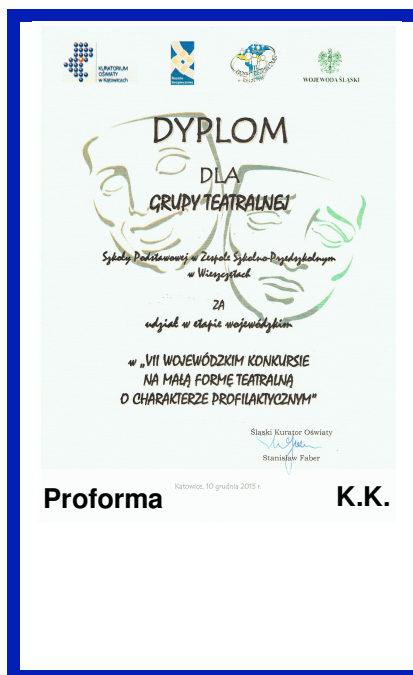 KURATORIUM
OŚWIATY
w Katowicach
WOJEWODA ŚLĄSKI
DYPLOM
DLA
GRUPY TEATRALNEJ
Szkoły Podstawowej w Zespole Szkolno-Przedszkolnym
w Wieszczętach
ZA
udział w etapie wojewódzkim
w „VII WOJEWÓDZKIM KONKURSIE
NA MAŁĄ FORMĘ TEATRALNĄ
O CHARAKTERZE PROFILAKTYCZNYM”
Śląski Kurator Oświaty
Stanisław Faber
Katowice, 10 grudnia 2013 r.
Proforma K.K.